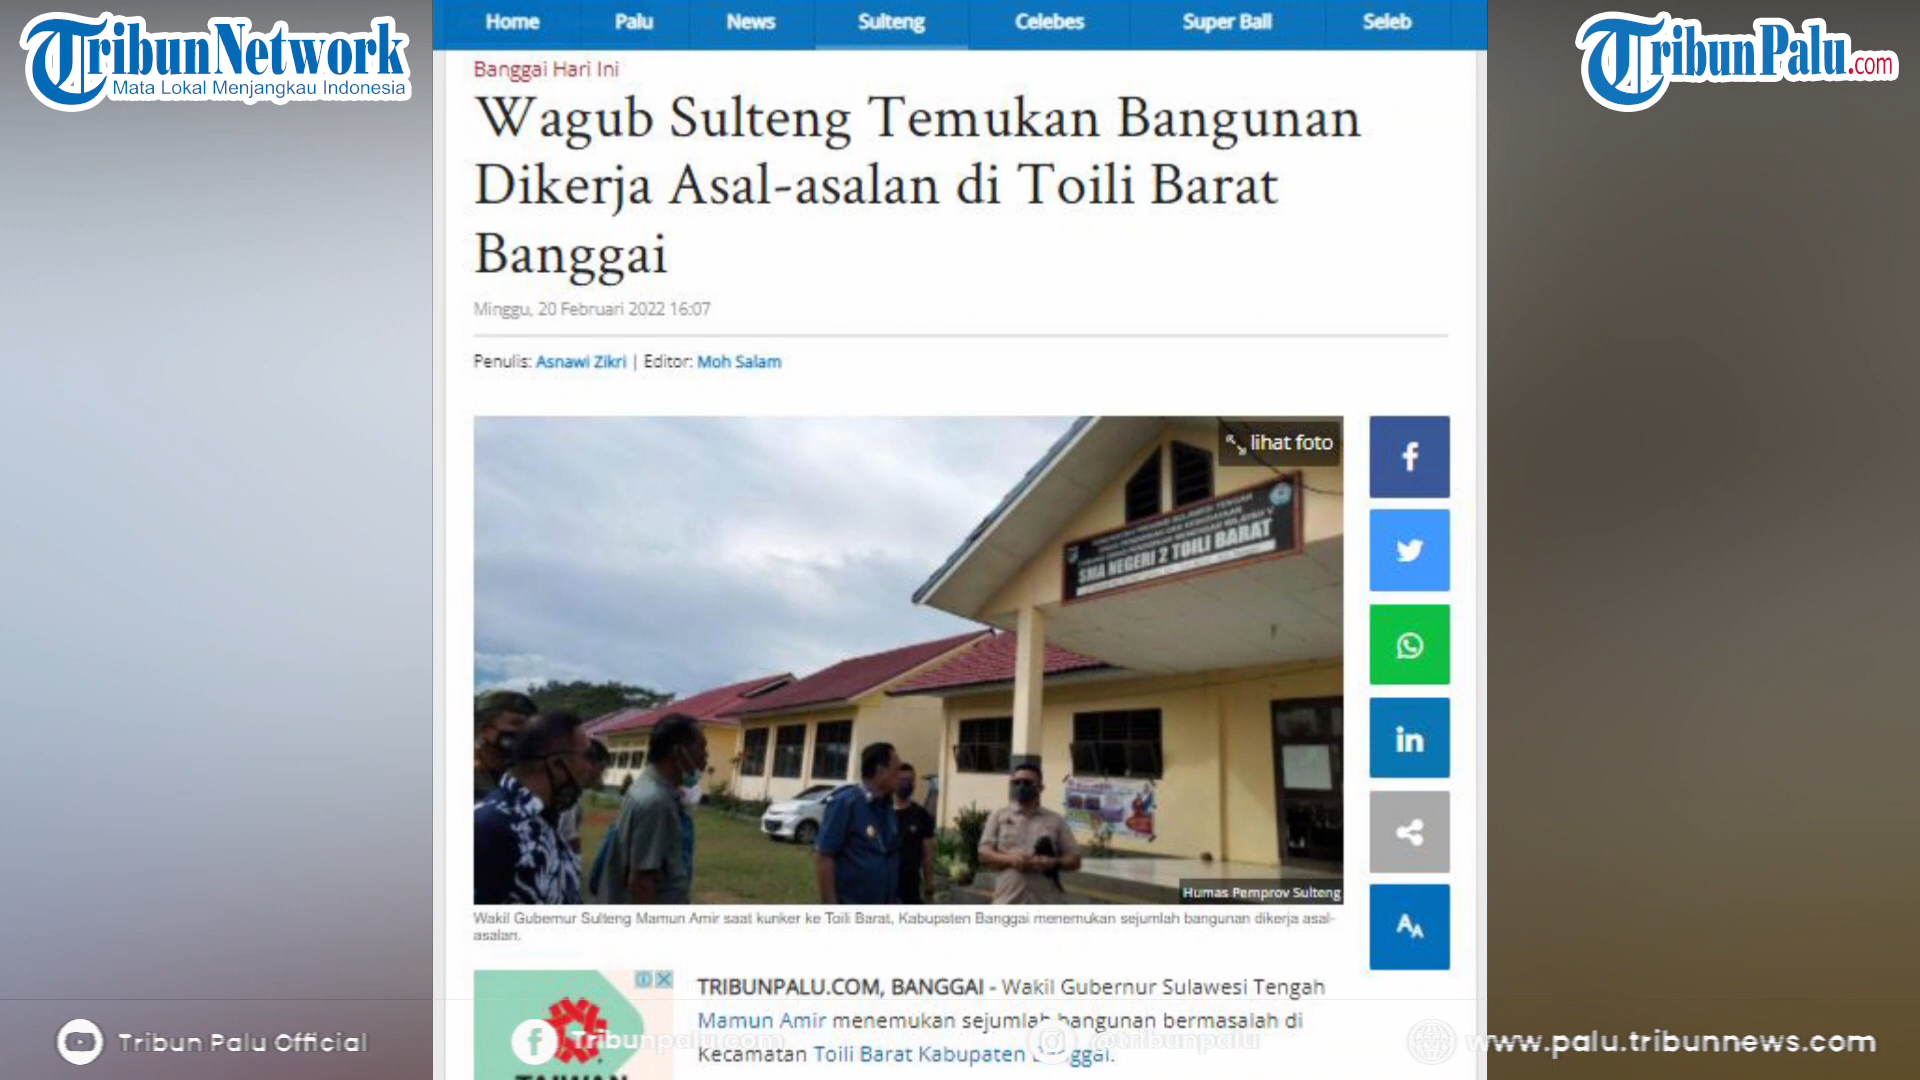 TribunNetwork
Mata Lokal Menjangkau Indonesia
Home Palu News Sulteng Celebes Super Ball Seleb
TribunPalu.com
Banggai Hari Ini
Wagub Sulteng Temukan Bangunan
Dikerja Asal-asalan di Toili Barat
Banggai
Minggu, 20 Februari 2022 16:07
Penulis: Asnawi Zikri | Editor: Moh Salam
lihat foto
SMA NEGERI 2 TOILI BARAT
Humas Pemprov Sulteng
Wakil Gubernur Sulteng Mamun Amir saat kunker ke Toili Barat, Kabupaten Banggai menemukan sejumlah bangunan dikerja asal-
asalan.
TRIBUNPALU.COM, BANGGAI - Wakil Gubernur Sulawesi Tengah
Mamun Amir menemukan sejumlah bangunan bermasalah di
Kecamatan Toili Barat Kabupaten Banggai.
TAIWAN
Tribun Palu Official
Tribunpalu.com
@tribunpalu
www.palu.tribunnews.com